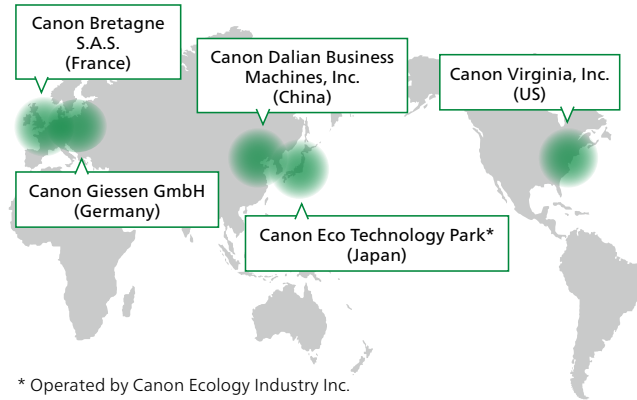 Canon Bretagne
S.A.S.
(France)
Canon Dalian Business
Machines, Inc.
(China)
Canon Virginia, Inc.
(US)
Canon Giessen GmbH
(Germany)
Canon Eco Technology Park*
(Japan)
* Operated by Canon Ecology Industry Inc.